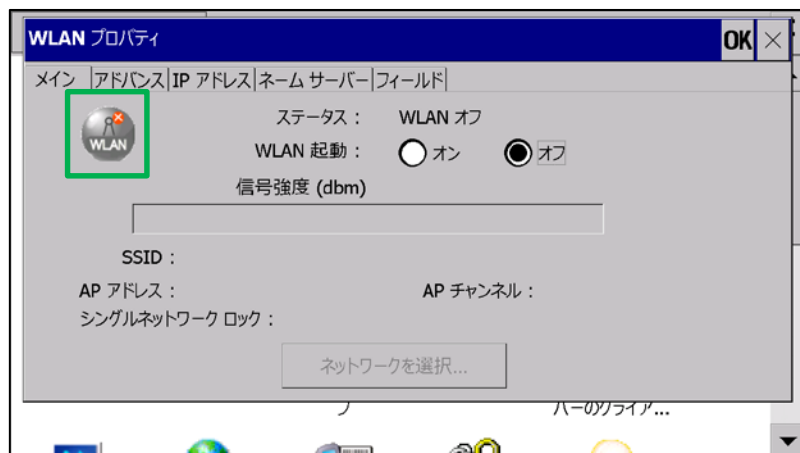 WLAN プロパティ OK
メイン アドバンス IP アドレス ネーム サーバー フィールド
WLAN
ステータス : WLAN オフ
WLAN 起動 : オン オフ
信号強度 (dbm)
SSID :
AP アドレス : AP チャンネル :
シングルネットワーク ロック :
ネットワークを選択...
プ バーのクライア...